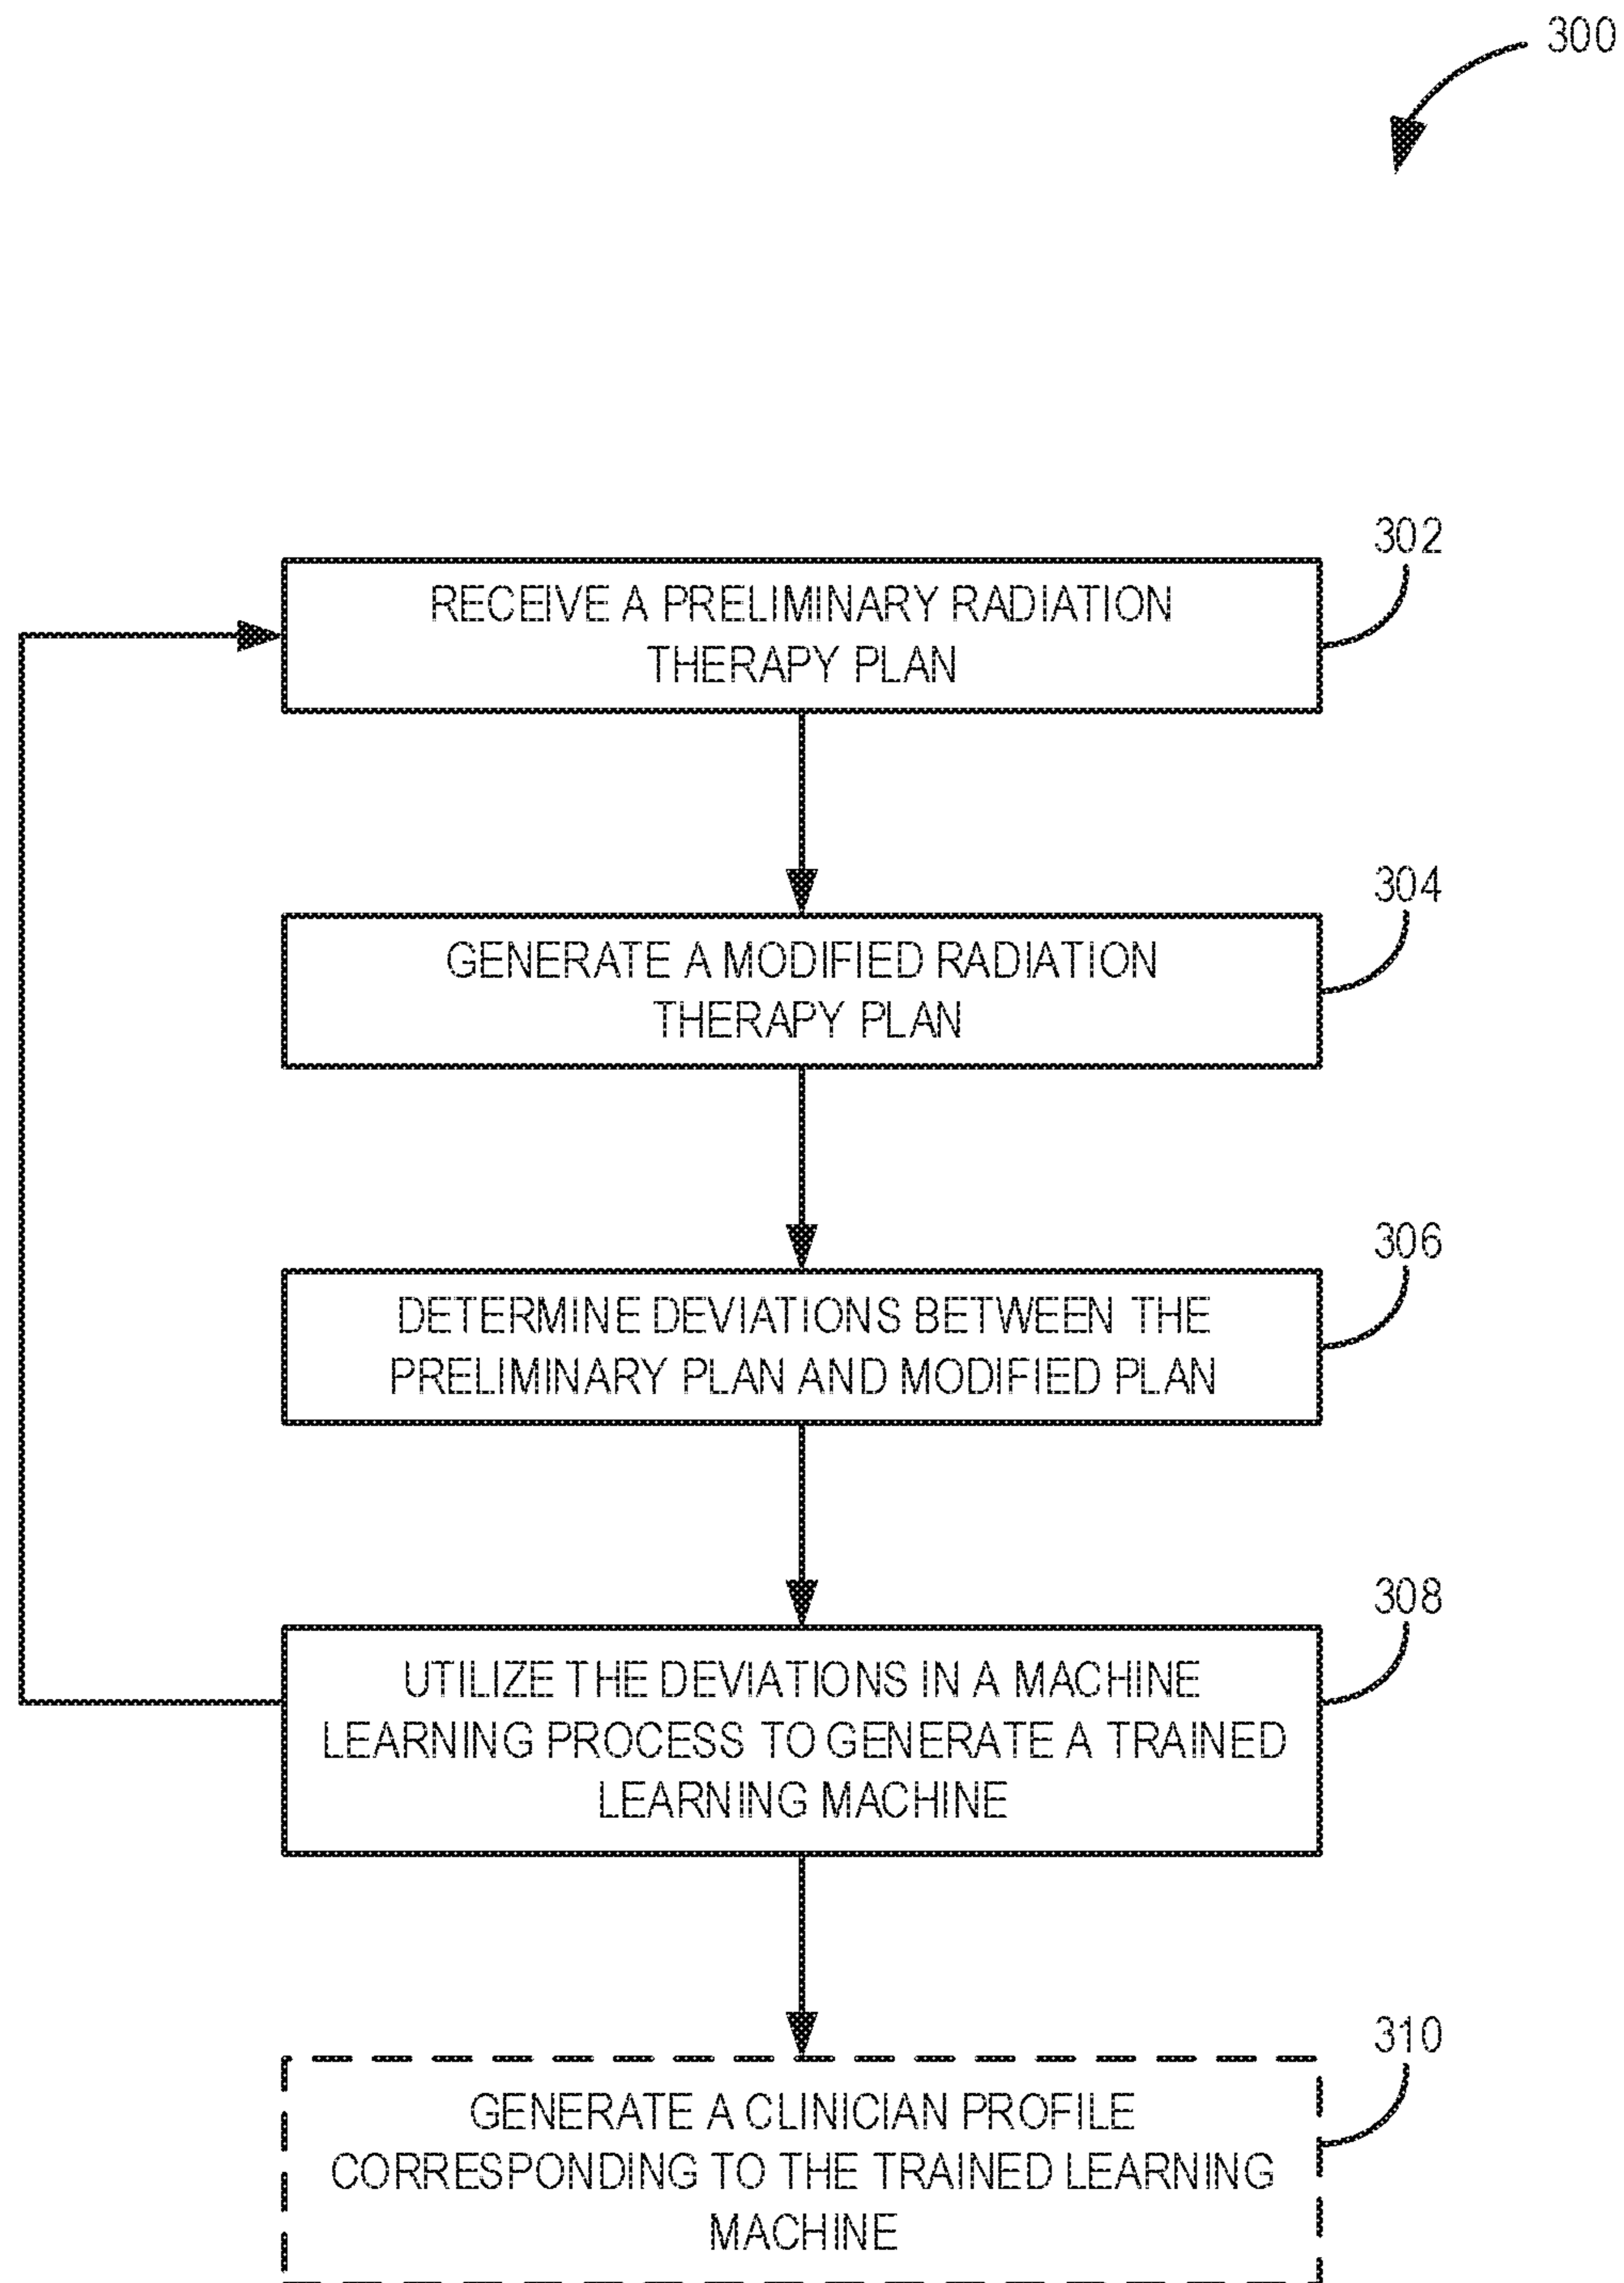 300
302
RECEIVE A PRELIMINARY RADIATION
THERAPY PLAN
304
GENERATE A MODIFIED RADIATION
THERAPY PLAN
306
DETERMINE DEVIATIONS BETWEEN THE
PRELIMINARY PLAN AND MODIFIED PLAN
308
UTILIZE THE DEVIATIONS IN A MACHINE
LEARNING PROCESS TO GENERATE A TRAINED
LEARNING MACHINE
310
GENERATE A CLINICIAN PROFILE
CORRESPONDING TO THE TRAINED LEARNING
MACHINE